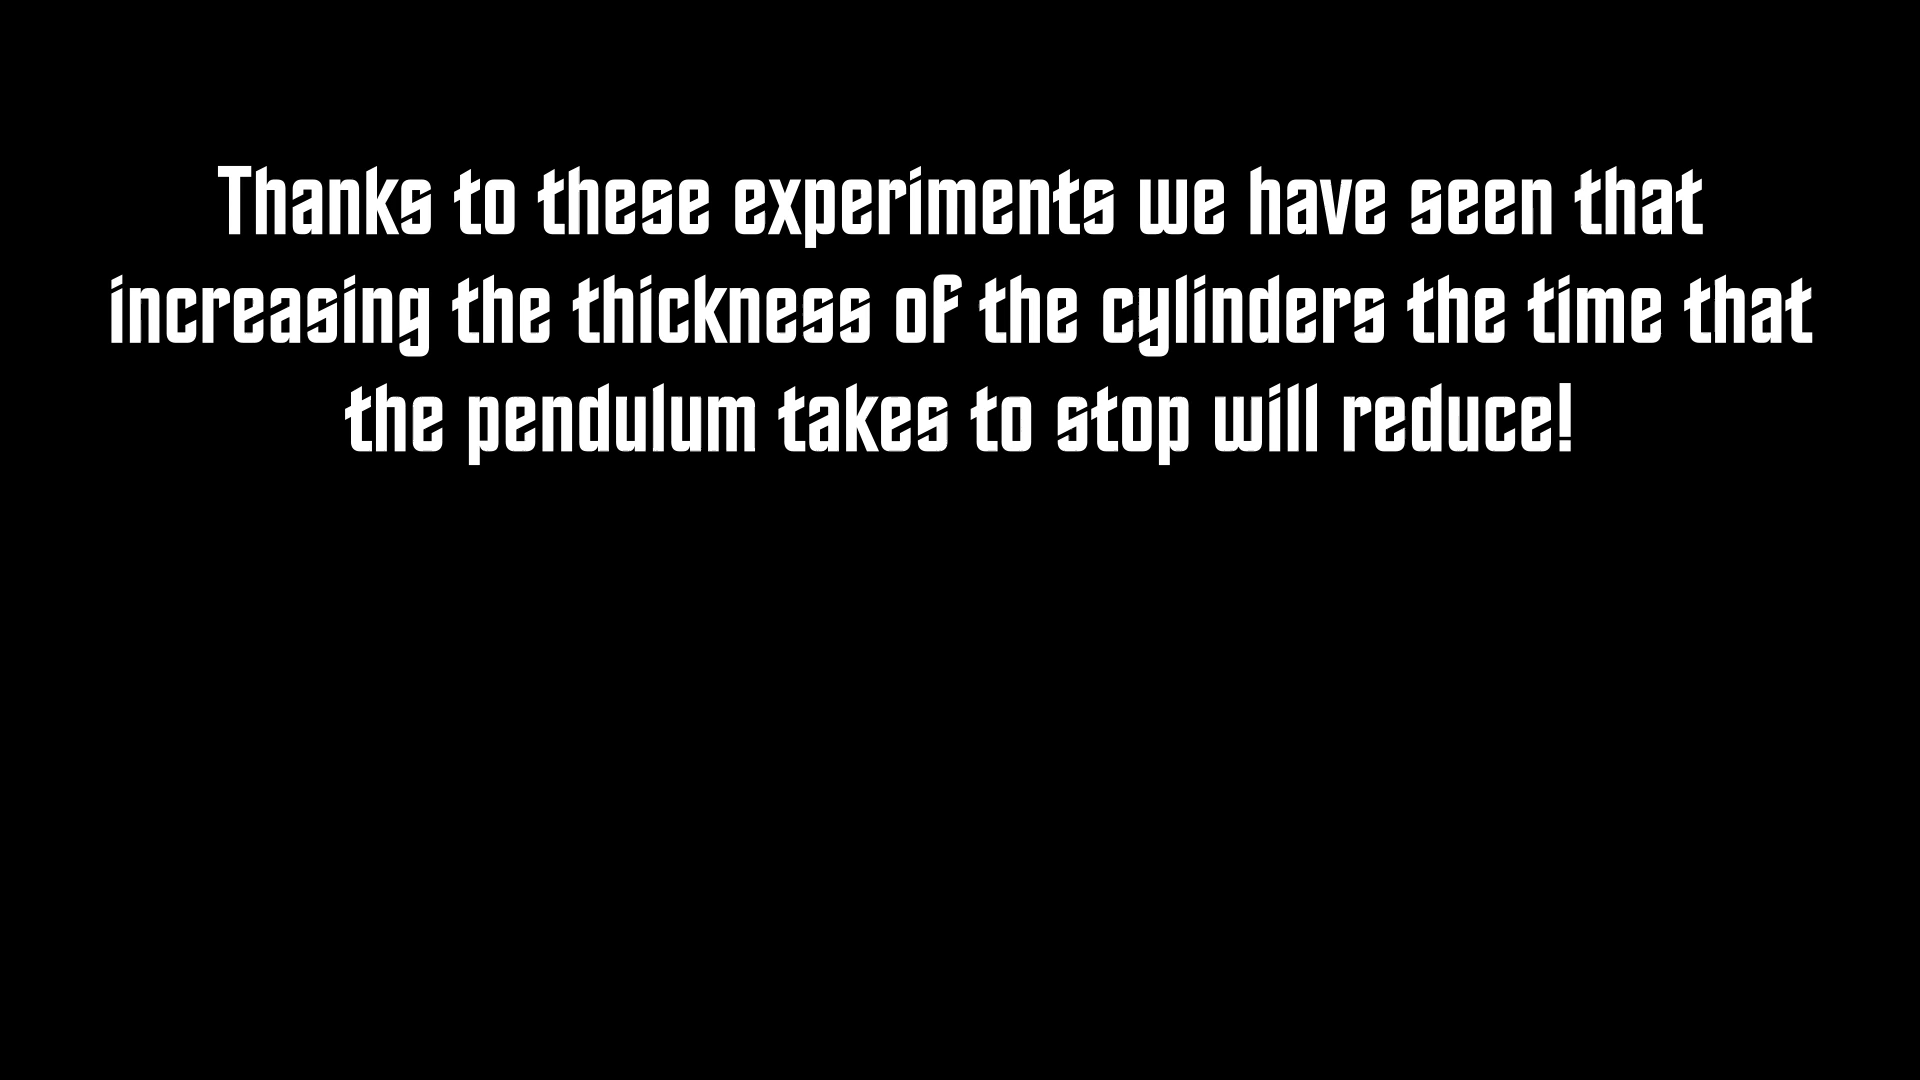 Thanks to these experiments we have seen that
increasing the thickness of the cylinders the time that
the pendulum takes to stop will reduce!